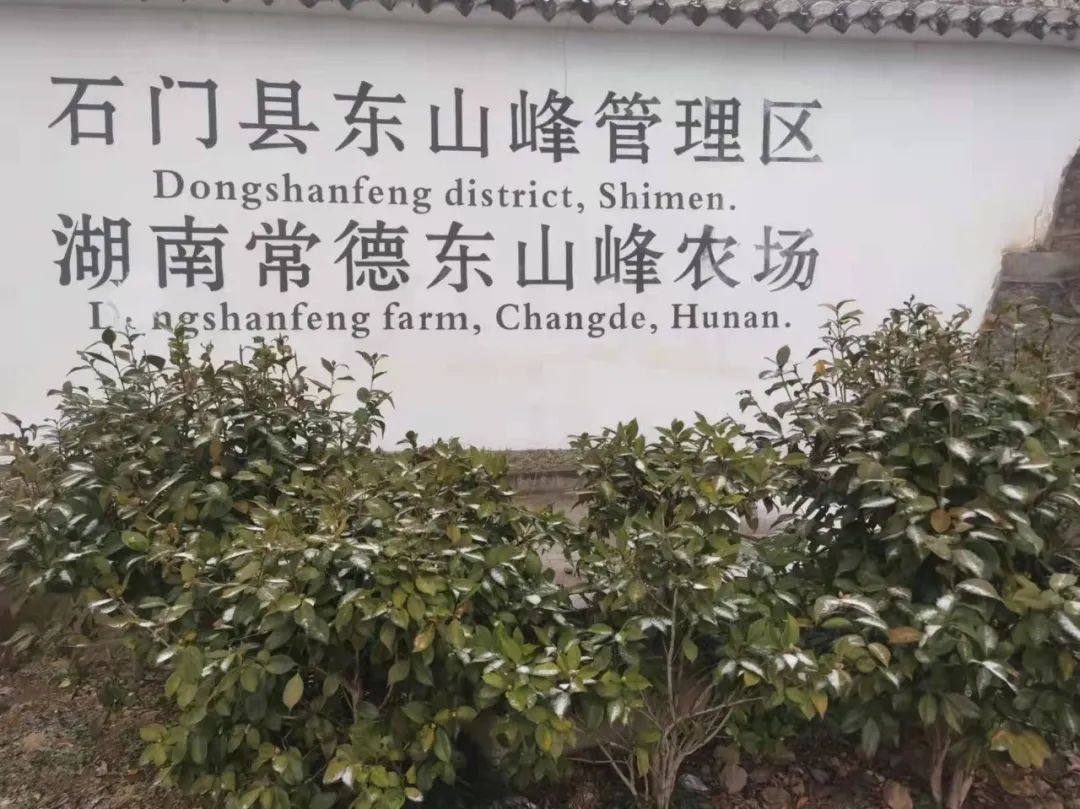 石门县东山峰管理区
Dongshanfeng district, Shimen.
湖南常德东山峰农场
ngshanfeng farm, Changde, Hunan.